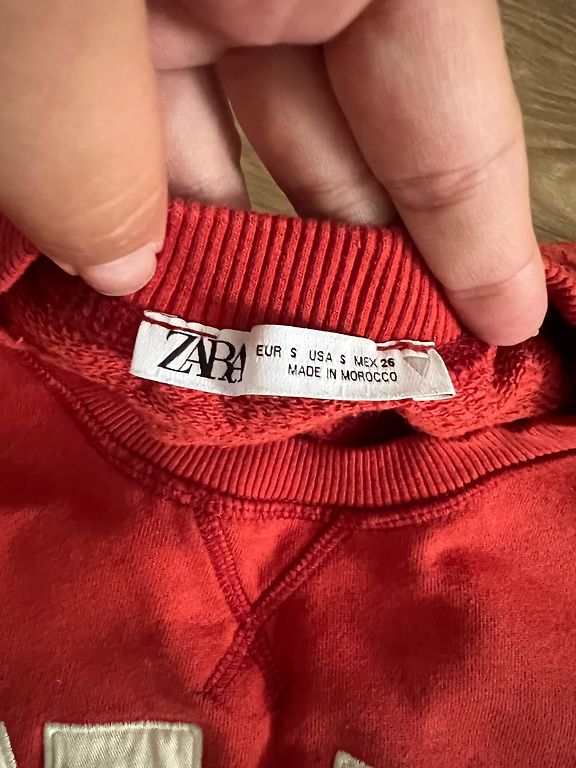 ZARA
EUR S USA S MEX 26
MADE IN MOROCCO